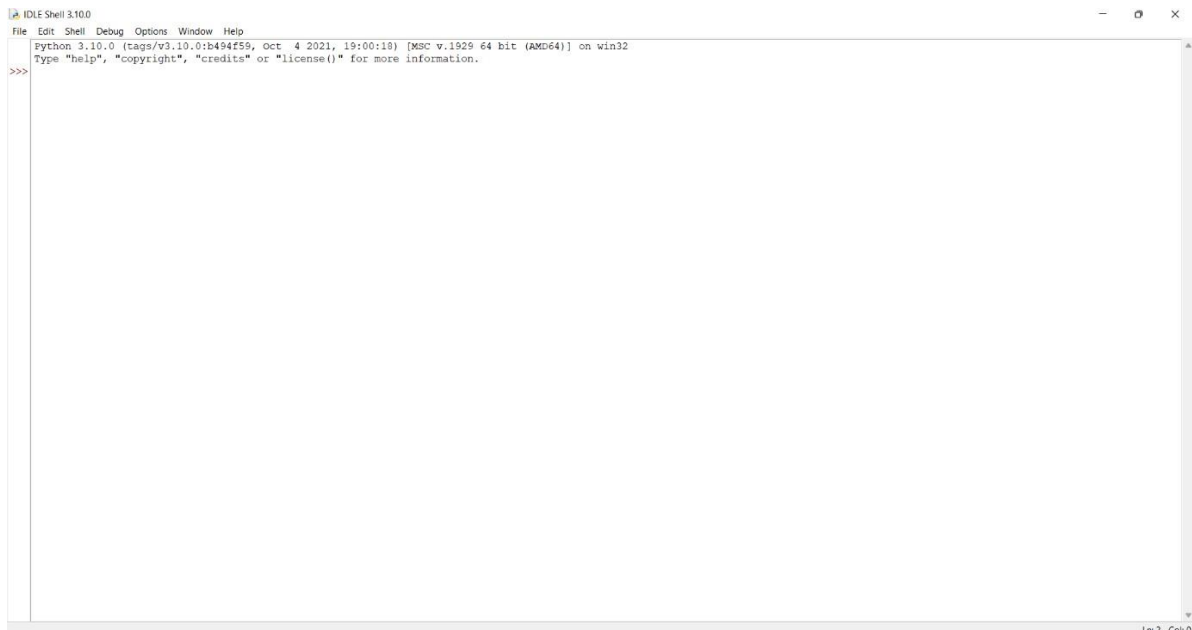 IDLE Shell 3.10.0
File Edit Shell Debug Options Window Help
Python 3.10.0 (tags/v3.10.0:b494f59, Oct  4 2021, 19:00:18) [MSC v.1929 64 bit (AMD64)] on win32
Type "help", "copyright", "credits" or "license()" for more information.
>>>